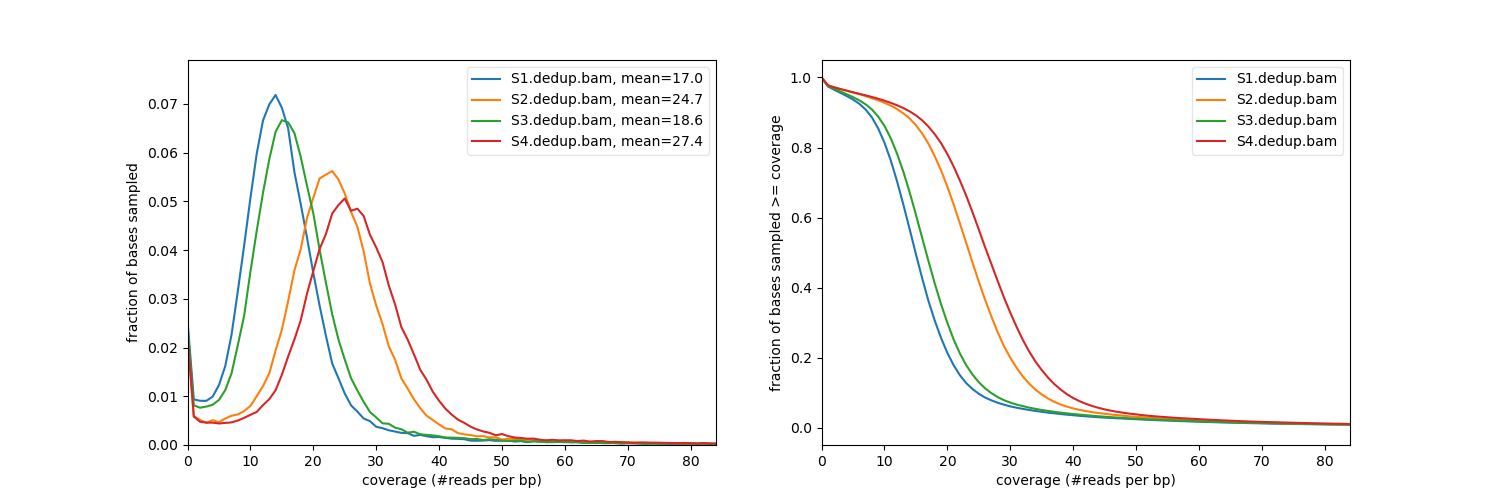 S1.dedup.bam, mean=17.0
S2.dedup.bam, mean=24.7
S3.dedup.bam, mean=18.6
S4.dedup.bam, mean=27.4
fraction of bases sampled
0.07
0.06
0.05
0.04
0.03
0.02
0.01
0.00
0 10 20 30 40 50 60 70 80
coverage (#reads per bp)
S1.dedup.bam
S2.dedup.bam
S3.dedup.bam
S4.dedup.bam
fraction of bases sampled >= coverage
1.0
0.8
0.6
0.4
0.2
0.0
0 10 20 30 40 50 60 70 80
coverage (#reads per bp)